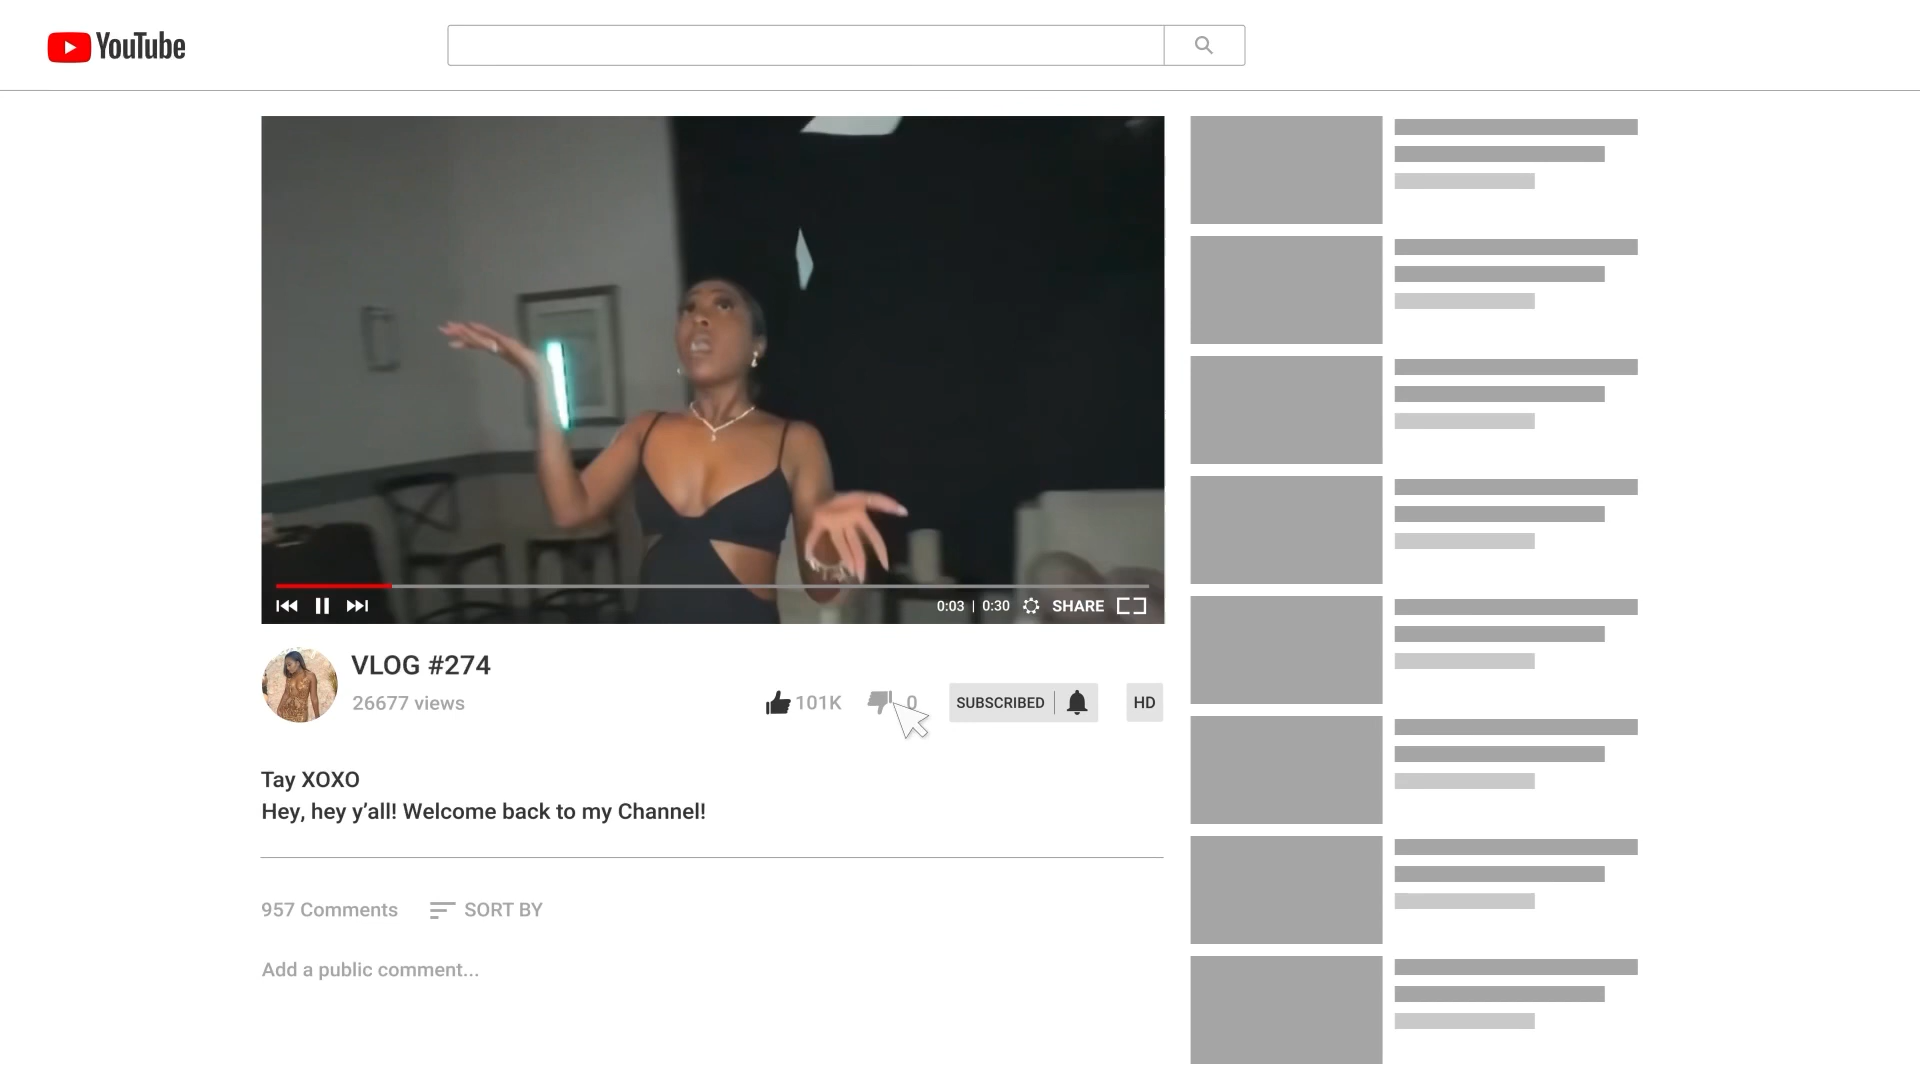 YouTube
0:03 | 0:30 SHARE
VLOG #274
26677 views
101K 0 SUBSCRIBED HD
Tay XOXO
Hey, hey y’all! Welcome back to my Channel!
957 Comments SORT BY
Add a public comment...